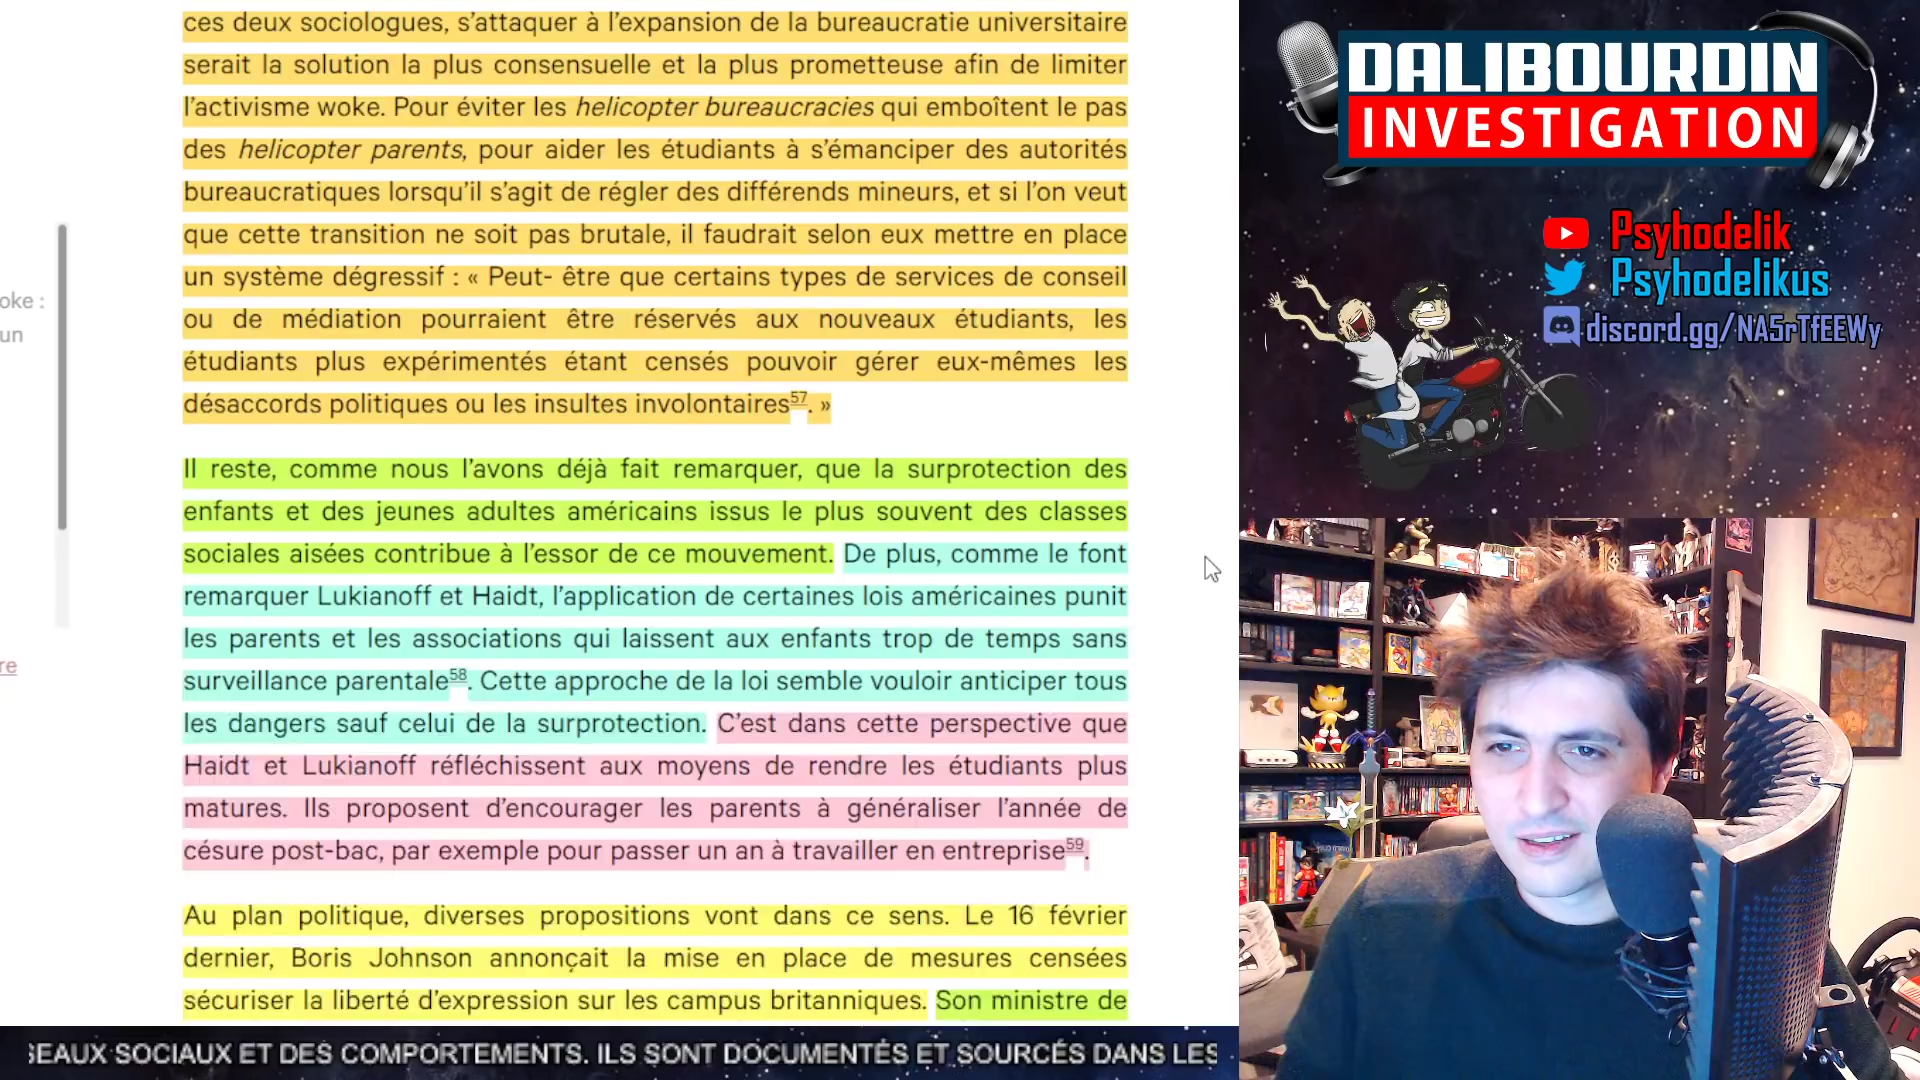 ces deux sociologues, s’attaquer à l’expansion de la bureaucratie universitaire
serait la solution la plus consensuelle et la plus prometteuse afin de limiter
l’activisme woke. Pour éviter les helicopter bureaucracies qui emboîtent le pas
des helicopter parents, pour aider les étudiants à s’émanciper des autorités
bureaucratiques lorsqu’il s’agit de régler des différends mineurs, et si l’on veut
que cette transition ne soit pas brutale, il faudrait selon eux mettre en place
un système dégressif : « Peut- être que certains types de services de conseil
ou de médiation pourraient être réservés aux nouveaux étudiants, les
étudiants plus expérimentés étant censés pouvoir gérer eux-mêmes les
désaccords politiques ou les insultes involontaires57. »
Il reste, comme nous l’avons déjà fait remarquer, que la surprotection des
enfants et des jeunes adultes américains issus le plus souvent des classes
sociales aisées contribue à l’essor de ce mouvement. De plus, comme le font
remarquer Lukianoff et Haidt, l’application de certaines lois américaines punit
les parents et les associations qui laissent aux enfants trop de temps sans
surveillance parentale58. Cette approche de la loi semble vouloir anticiper tous
les dangers sauf celui de la surprotection. C’est dans cette perspective que
Haidt et Lukianoff réfléchissent aux moyens de rendre les étudiants plus
matures. Ils proposent d’encourager les parents à généraliser l’année de
césure post-bac, par exemple pour passer un an à travailler en entreprise59.
Au plan politique, diverses propositions vont dans ce sens. Le 16 février
dernier, Boris Johnson annonçait la mise en place de mesures censées
sécuriser la liberté d’expression sur les campus britanniques. Son ministre de
oke :
un
re
EAUX SOCIAUX ET DES COMPORTEMENTS. ILS SONT DOCUMENTÉS ET SOURCÉS DANS LES
DALIBOURDIN
INVESTIGATION
Psyhodelik
Psyhodelikus
discord.gg/NA5rTfEEWy